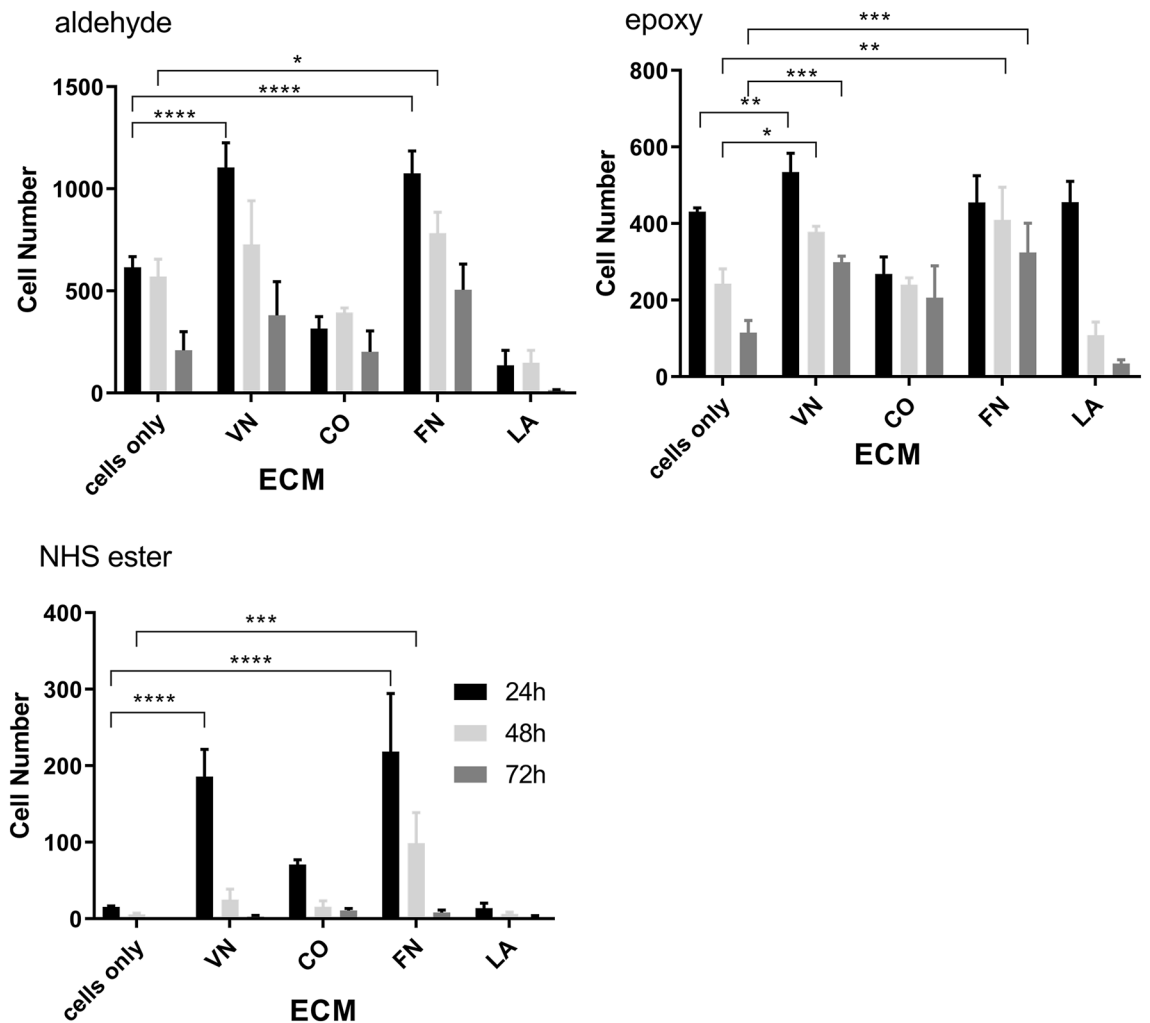 aldehyde
*
****
****
1500
1000
500
0
Cell Number
cells only
VN
CO
FN
LA
ECM
epoxy
***
**
***
**
*
800
600
400
200
0
Cell Number
cells only
VN
CO
FN
LA
ECM
NHS ester
***
****
****
400
300
200
100
0
Cell Number
24h
48h
72h
cells only
VN
CO
FN
LA
ECM